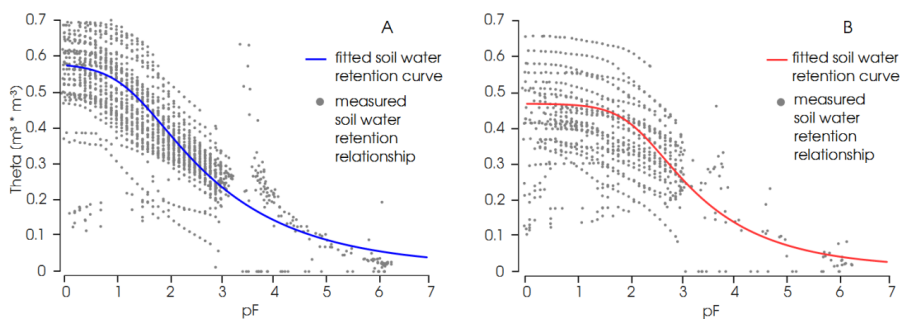 A
fitted soil water
retention curve
measured
soil water
retention
relationship
Theta (m³ * m⁻³)
0.7
0.6
0.5
0.4
0.3
0.2
0.1
0
0 1 2 3 4 5 6 7
pF
B
fitted soil water
retention curve
measured
soil water
retention
relationship
0.7
0.6
0.5
0.4
0.3
0.2
0.1
0
0 1 2 3 4 5 6 7
pF